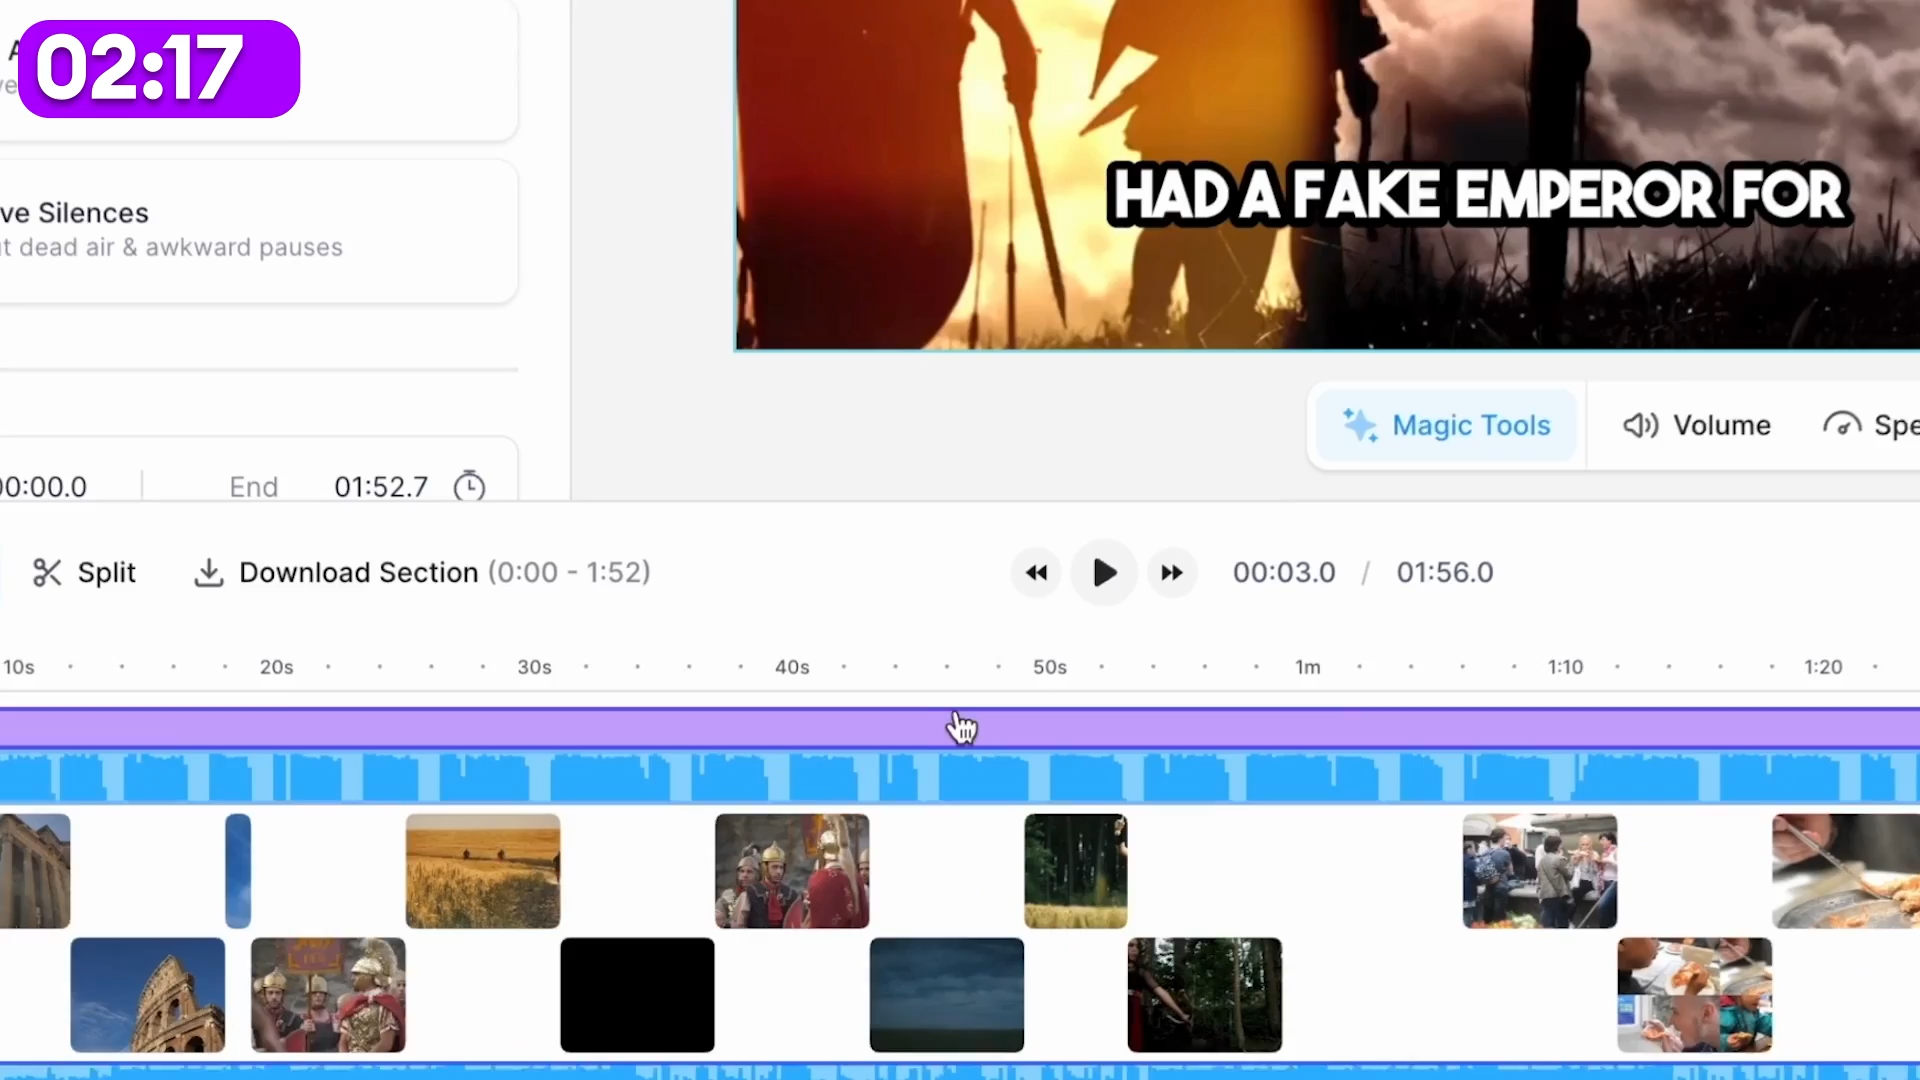 02:17
ve Silences
t dead air & awkward pauses
00:00.0
End
01:52.7
HAD A FAKE EMPEROR FOR
Magic Tools
Volume
Spe
Split
Download Section (0:00 - 1:52)
00:03.0 / 01:56.0
10s 20s 30s 40s 50s 1m 1:10 1:20